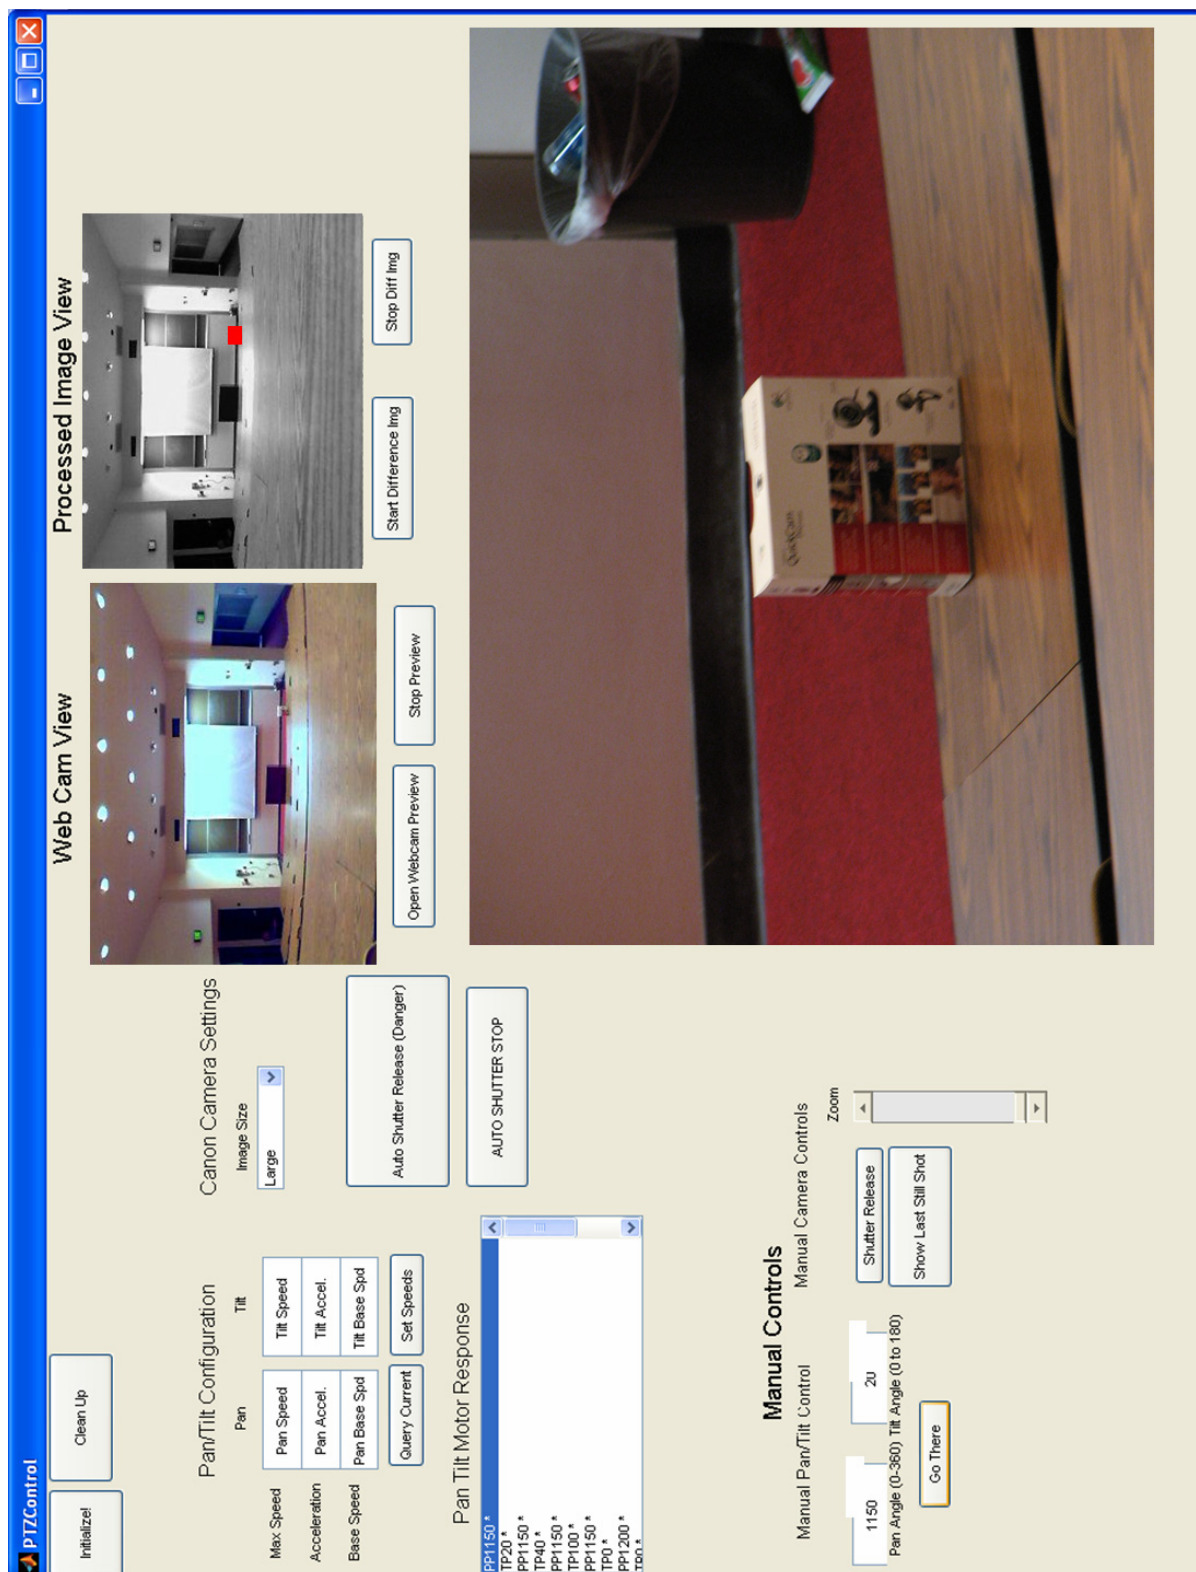 PTZControl
Initialize!
Clean Up
Pan/Tilt Configuration
Pan
Tilt
Max Speed
Pan Speed
Tilt Speed
Acceleration
Pan Accel.
Tilt Accel.
Base Speed
Pan Base Spd
Tilt Base Spd
Query Current
Set Speeds
Pan Tilt Motor Response
PP1150 *
TP20 *
PP1150 *
TP40 *
PP1150 *
TP100 *
PP1150 *
TP0 *
PP1200 *
TP0 *
Canon Camera Settings
Image Size
Large
Auto Shutter Release (Danger)
AUTO SHUTTER STOP
Web Cam View
Open Webcam Preview
Stop Preview
Processed Image View
Start Difference Img
Stop Diff Img
Manual Controls
Manual Pan/Tilt Control
1150
20
Pan Angle (0-360)
Tilt Angle (0 to 180)
Go There
Manual Camera Controls
Shutter Release
Show Last Still Shot
Zoom
QuickCam